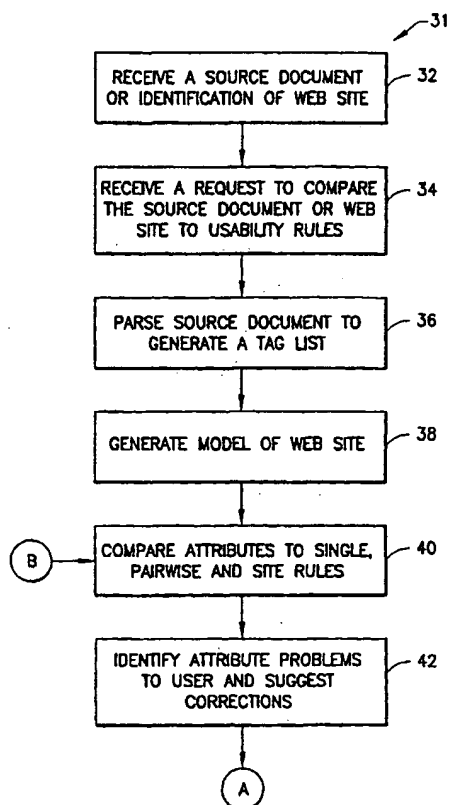 31
RECEIVE A SOURCE DOCUMENT
OR IDENTIFICATION OF WEB SITE
32
RECEIVE A REQUEST TO COMPARE
THE SOURCE DOCUMENT OR WEB
SITE TO USABILITY RULES
34
PARSE SOURCE DOCUMENT TO
GENERATE A TAG LIST
36
GENERATE MODEL OF WEB SITE
38
B
COMPARE ATTRIBUTES TO SINGLE,
PAIRWISE AND SITE RULES
40
IDENTIFY ATTRIBUTE PROBLEMS
TO USER AND SUGGEST
CORRECTIONS
42
A